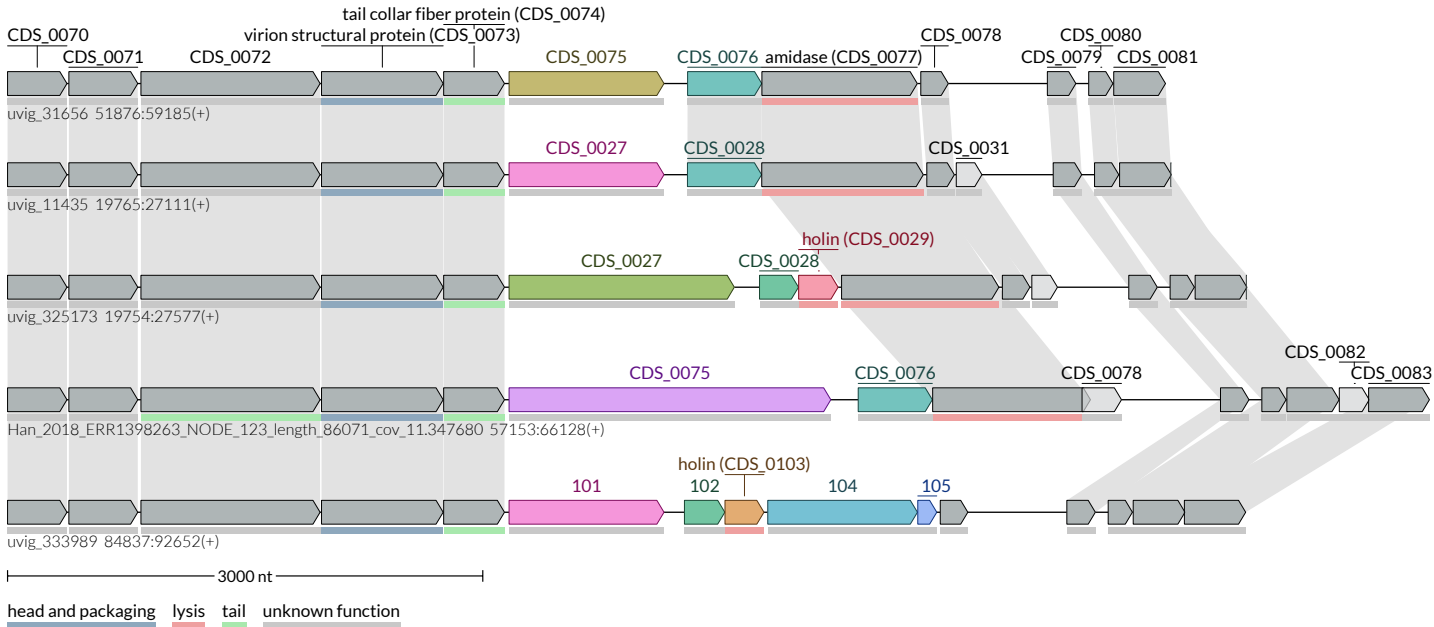 tail collar fiber protein (CDS_0074)
CDS_0070 virion structural protein (CDS_0073) CDS_0078 CDS_0080
CDS_0071 CDS_0072 CDS_0075 CDS_0076 amidase (CDS_0077) CDS_0079 CDS_0081
uvig_31656 51876:59185(+)
CDS_0027 CDS_0028 CDS_0031
uvig_11435 19765:27111(+)
holin (CDS_0029)
CDS_0027 CDS_0028
uvig_325173 19754:27577(+)
CDS_0082
CDS_0075 CDS_0076 CDS_0078 CDS_0083
Han_2018_ERR1398263_NODE_123_length_86071_cov_11.347680 57153:66128(+)
holin (CDS_0103)
101 102 104 105
uvig_333989 84837:92652(+)
3000 nt
head and packaging lysis tail unknown function